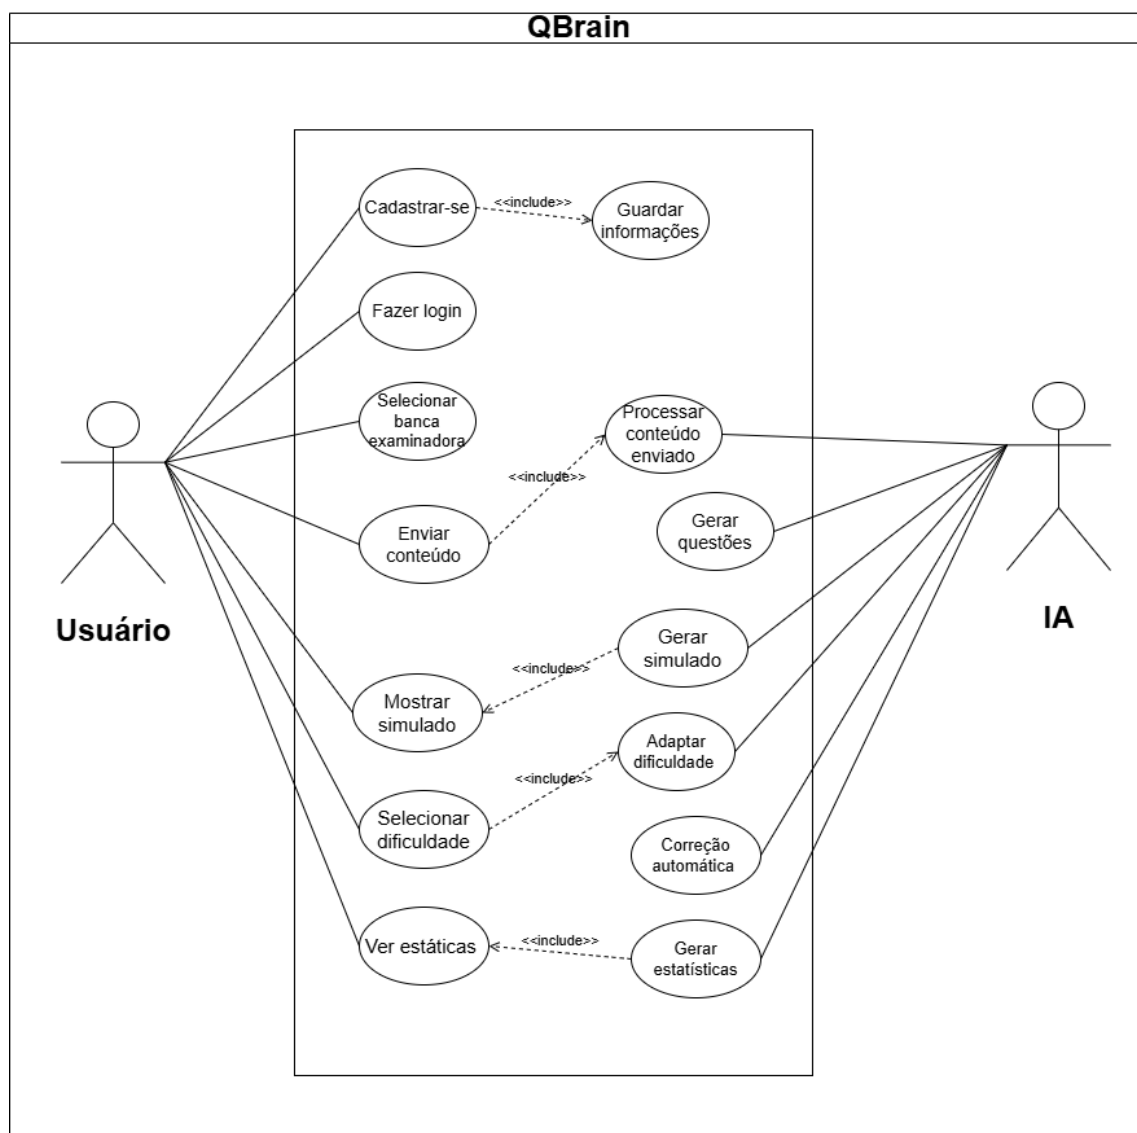 QBrain
Cadastrar-se
<<include>>
Guardar
informações
Fazer login
Selecionar
banca
examinadora
Processar
conteúdo
enviado
<<include>>
Enviar
conteúdo
Gerar
questões
Usuário
IA
Gerar
simulado
<<include>>
Mostrar
simulado
Adaptar
dificuldade
<<include>>
Selecionar
dificuldade
Correção
automática
Ver estáticas
<<include>>
Gerar
estatísticas